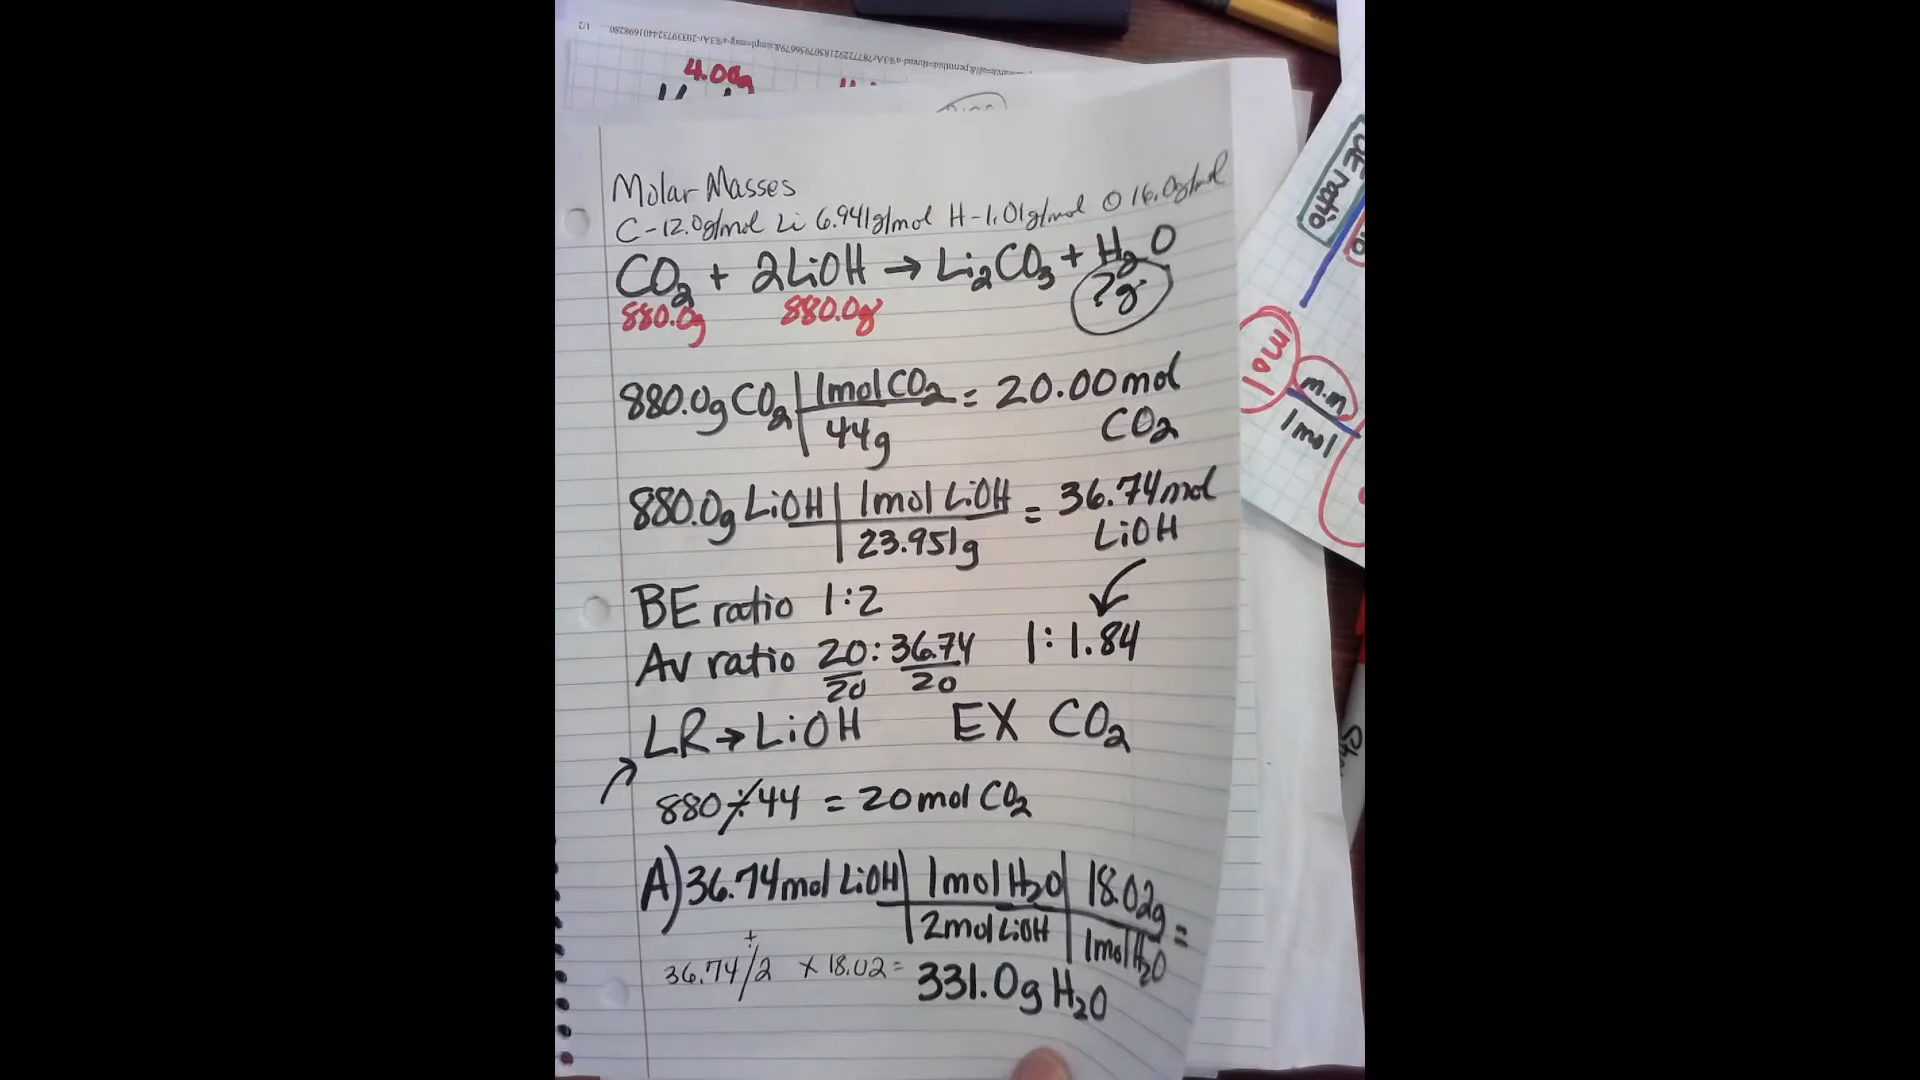 1/2
4.00g
Molar Masses
C-12.0g/mol Li 6.941g/mol H-1.01g/mol O 16.0g/mol
CO₂ + 2LiOH → Li₂CO₃ + H₂O
880.0g 880.0g ?g
880.0g CO₂ | 1mol CO₂ = 20.00mol
44g CO₂
880.0g LiOH | 1mol LiOH = 36.74mol
23.951g LiOH
BE ratio 1:2
Av ratio 20:36.74 1:1.84
20 20
LR→LiOH EX CO₂
880÷44 = 20mol CO₂
A) 36.74mol LiOH | 1mol H₂O | 18.02g =
2mol LiOH | 1mol H₂O
36.74/2 x 18.02 = 331.0g H₂O
÷
mol
m.m
1mol